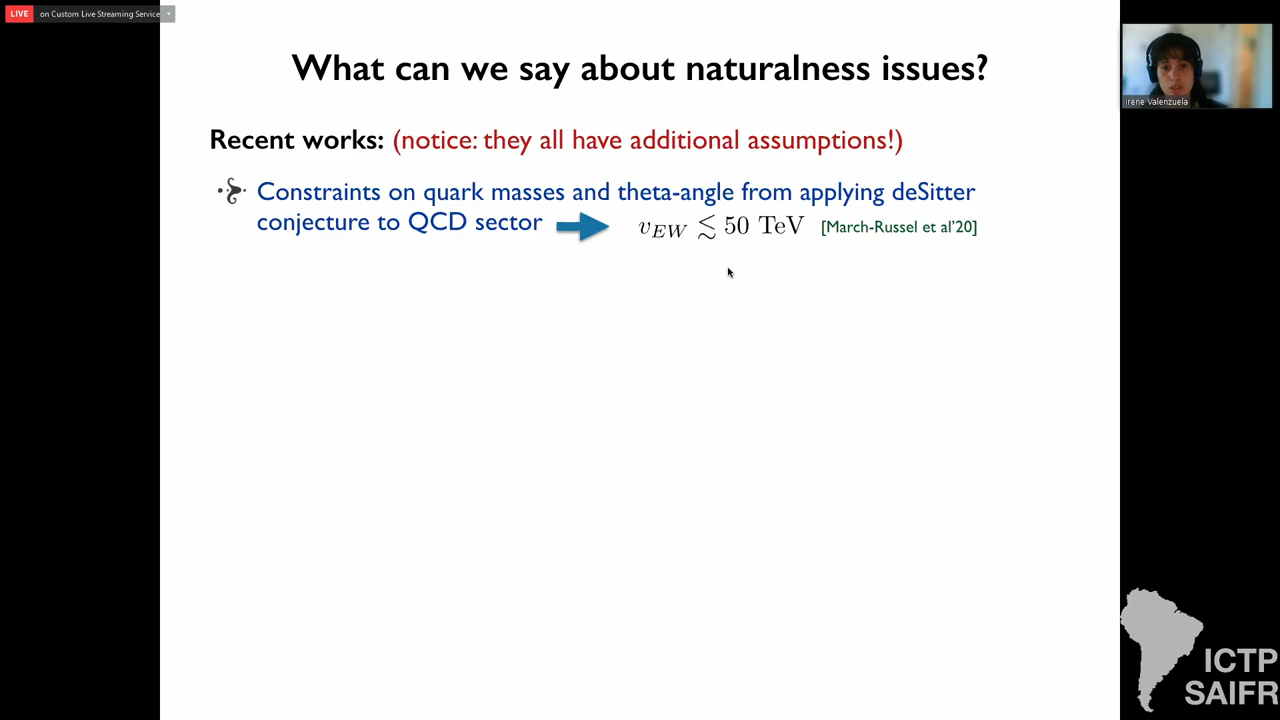 LIVE on Custom Live Streaming Service
What can we say about naturalness issues?
Irene Valenzuela
Recent works: (notice: they all have additional assumptions!)
Constraints on quark masses and theta-angle from applying deSitter
conjecture to QCD sector
v_{EW} ≲ 50 TeV [March-Russel et al'20]
ICTP
SAIFR